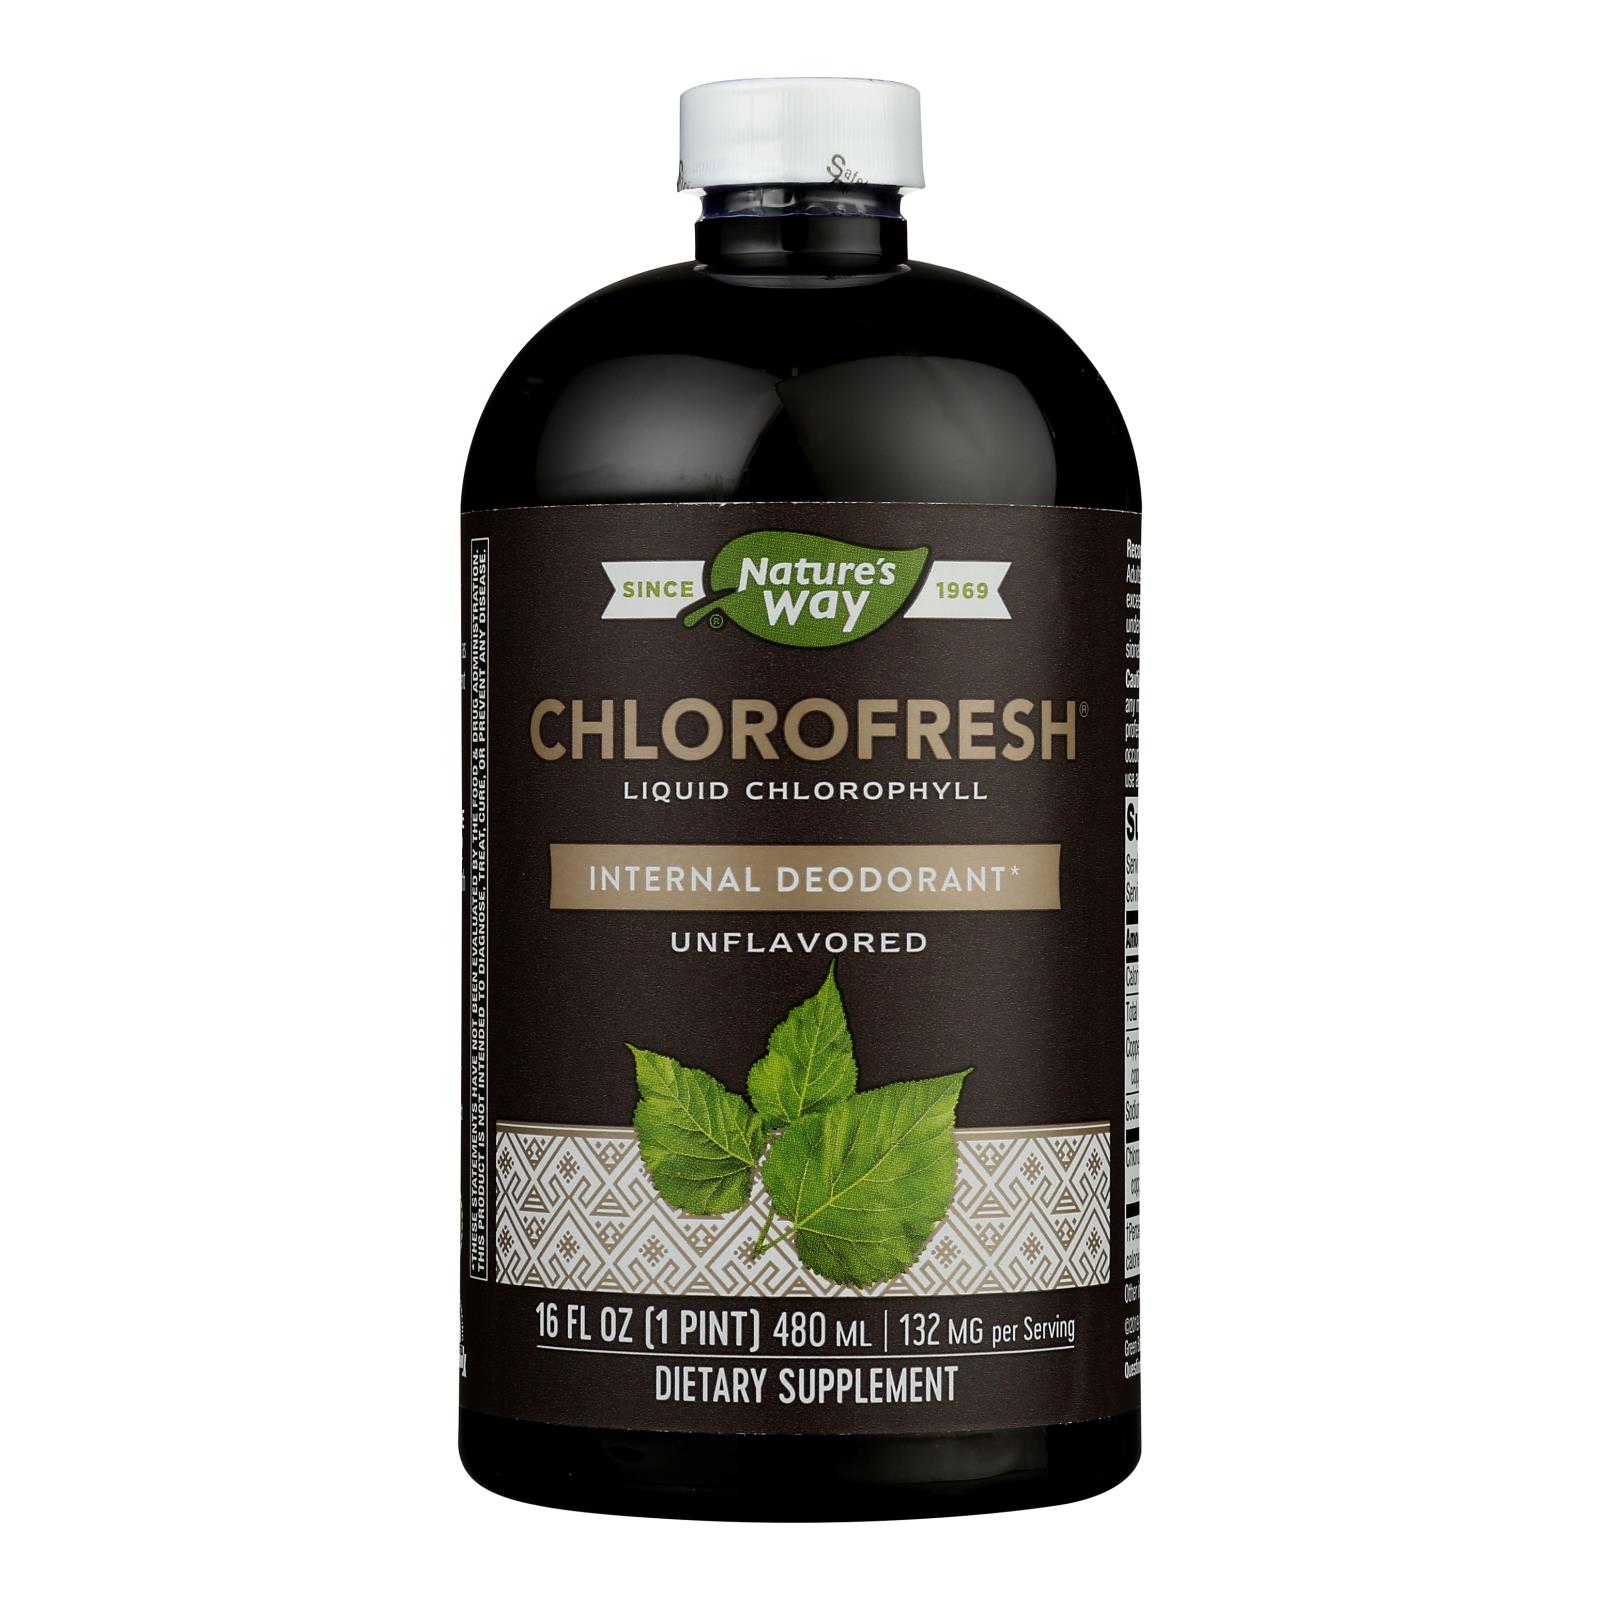 SINCE
Nature's
Way
®
1969
CHLOROFRESH®
LIQUID CHLOROPHYLL
INTERNAL DEODORANT*
UNFLAVORED
16 FL OZ (1 PINT) 480 ML | 132 MG per Serving
DIETARY SUPPLEMENT
*THESE STATEMENTS HAVE NOT BEEN EVALUATED BY THE FOOD & DRUG ADMINISTRATION.
THIS PRODUCT IS NOT INTENDED TO DIAGNOSE, TREAT, CURE, OR PREVENT ANY DISEASE.